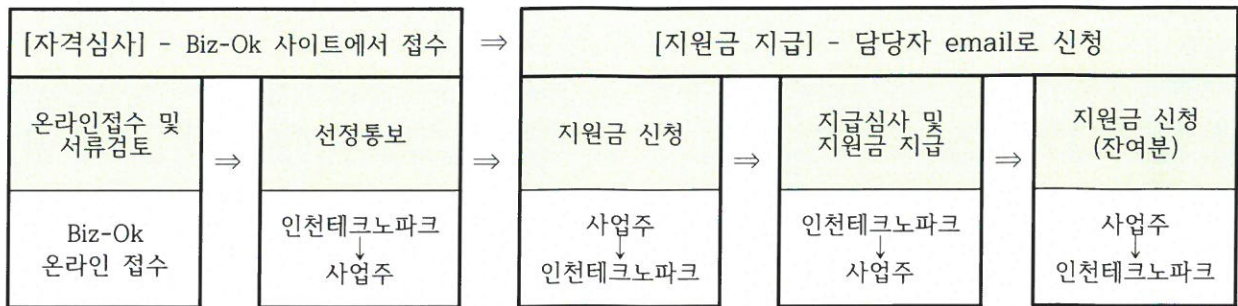 [자격심사] - Biz-Ok 사이트에서 접수 ⇒ [지원금 지급] - 담당자 email로 신청
온라인접수 및
서류검토
⇒
선정통보
⇒
지원금 신청
⇒
지급심사 및
지원금 지급
⇒
지원금 신청
(잔여분)
Biz-Ok
온라인 접수
인천테크노파크
↓
사업주
사업주
↓
인천테크노파크
인천테크노파크
↓
사업주
사업주
↓
인천테크노파크